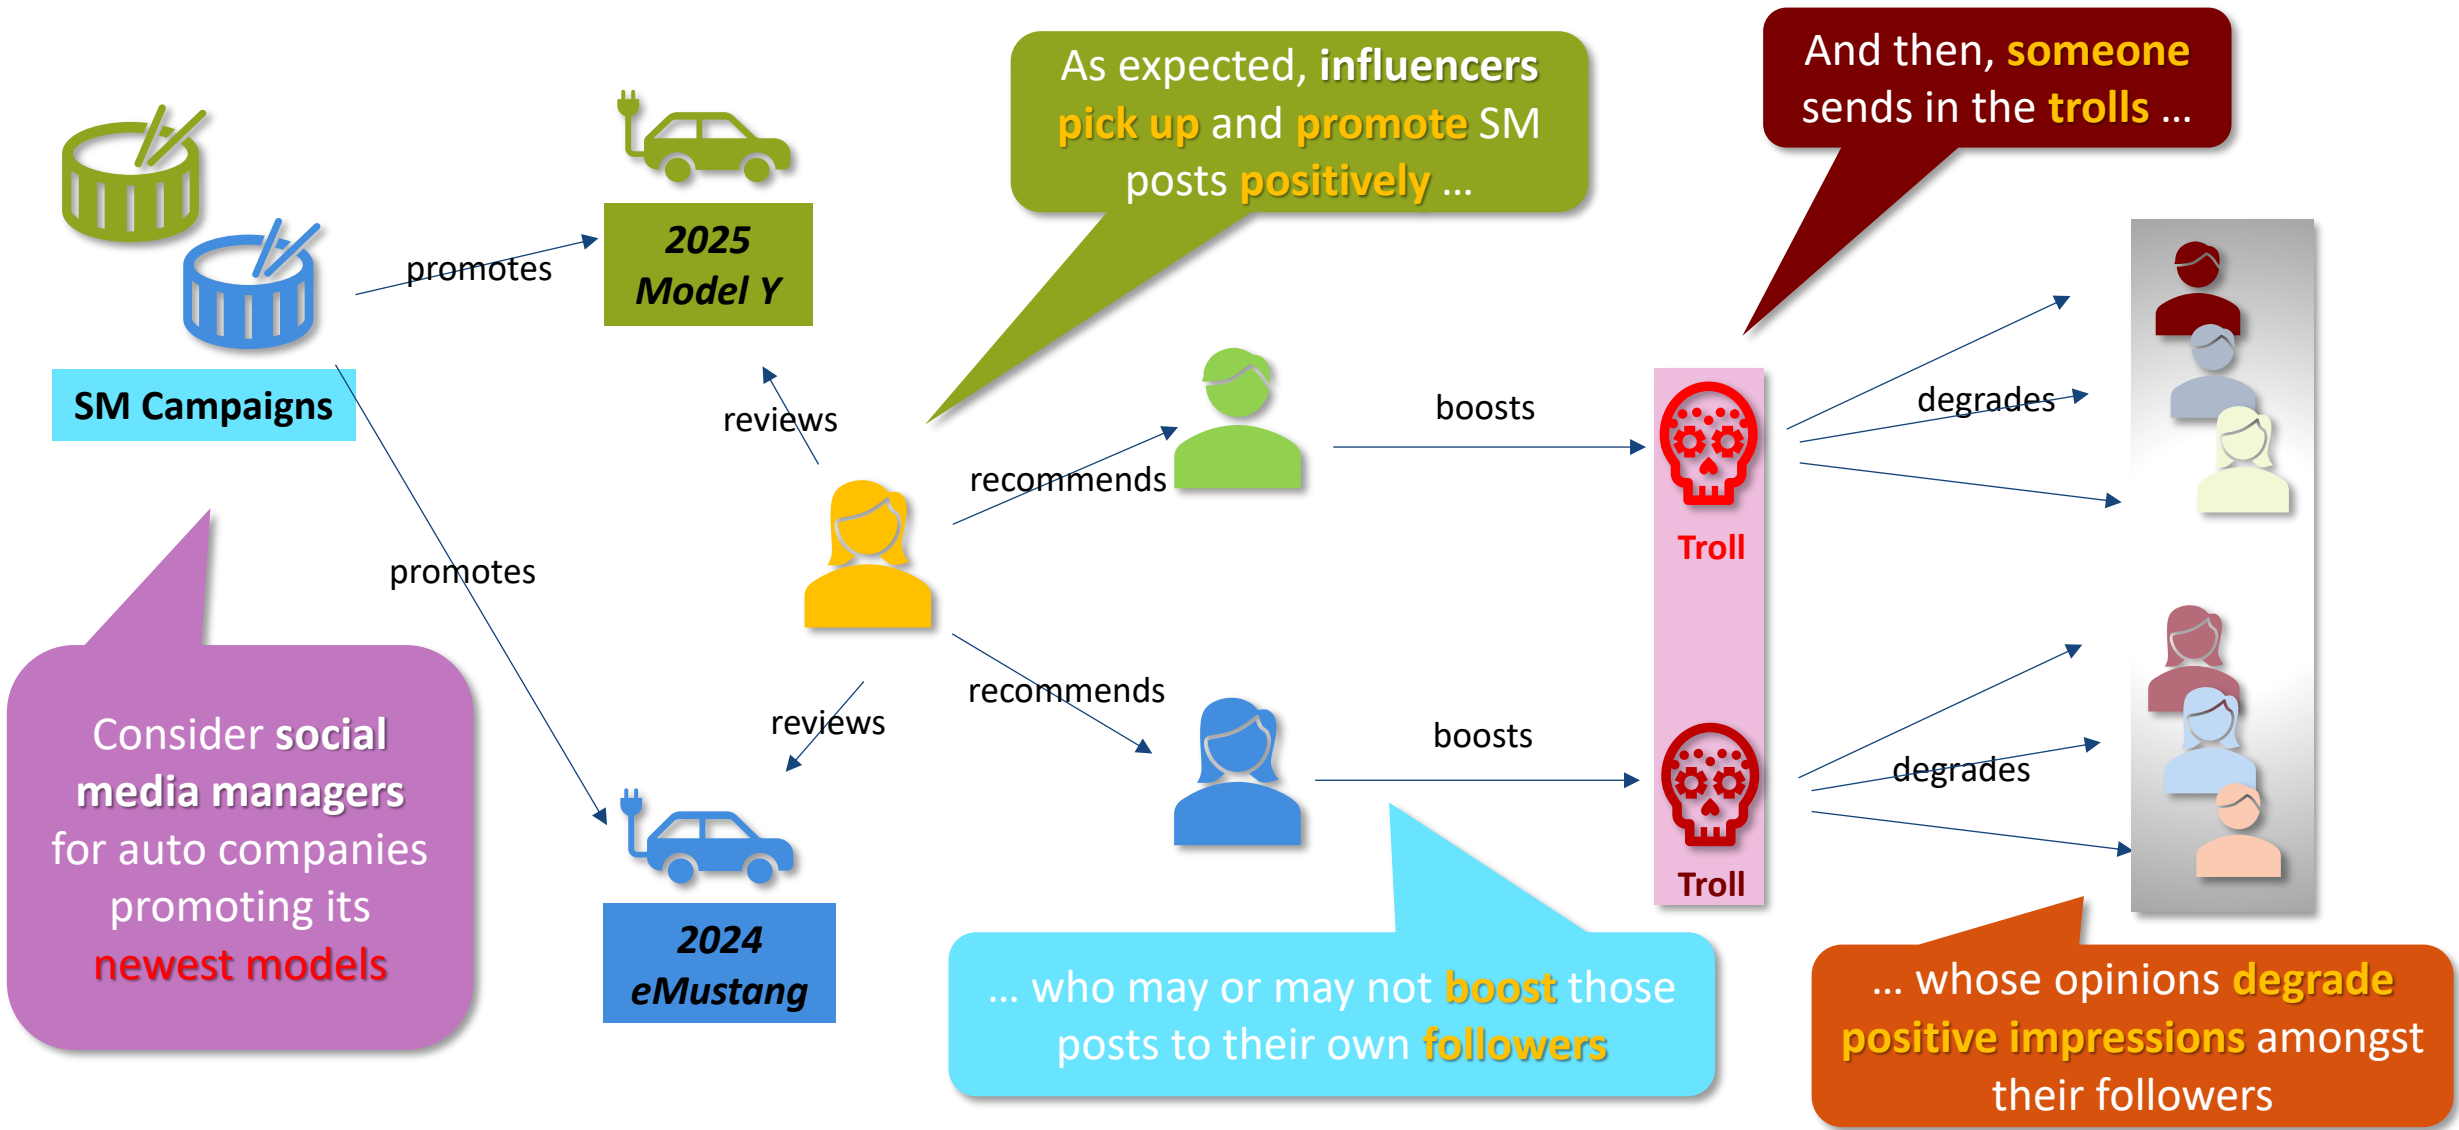 As expected, influencers
pick up and promote SM
posts positively ...
And then, someone
sends in the trolls ...
promotes
2025
Model Y
SM Campaigns
reviews
recommends
boosts
degrades
Troll
promotes
Consider social
media managers
for auto companies
promoting its
newest models
reviews
recommends
boosts
degrades
Troll
2024
eMustang
... who may or may not boost those
posts to their own followers
... whose opinions degrade
positive impressions amongst
their followers